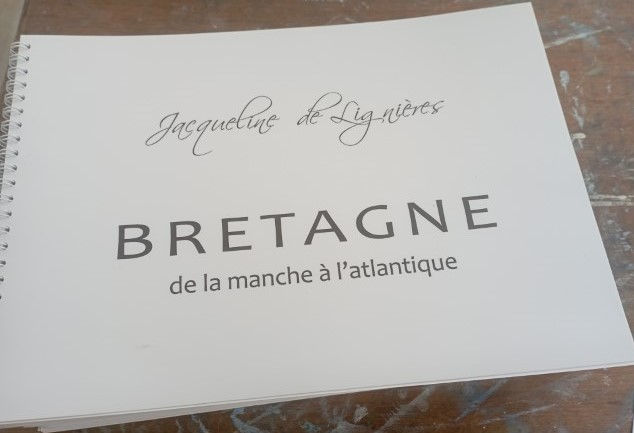 Jacqueline de Lignières
BRETAGNE
de la manche à l'atlantique